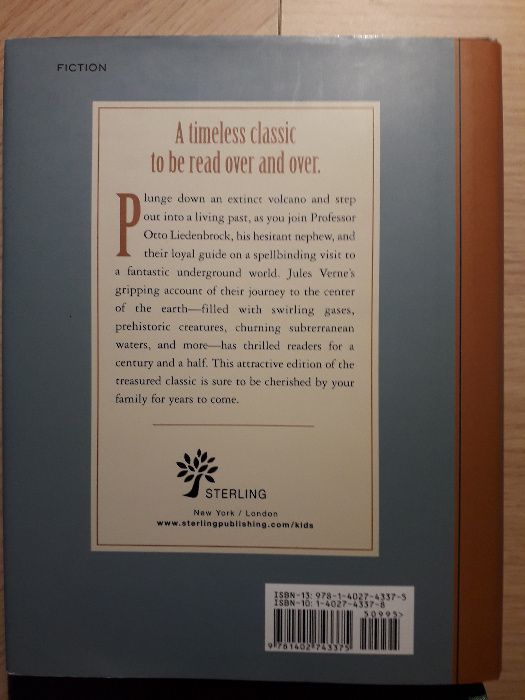 FICTION
A timeless classic
to be read over and over.
Plunge down an extinct volcano and step
out into a living past, as you join Professor
Otto Liedenbrock, his hesitant nephew, and
their loyal guide on a spellbinding visit to
a fantastic underground world. Jules Verne's
gripping account of their journey to the center
of the earth—filled with swirling gases,
prehistoric creatures, churning subterranean
waters, and more—has thrilled readers for a
century and a half. This attractive edition of the
treasured classic is sure to be cherished by your
family for years to come.
STERLING
New York / London
www.sterlingpublishing.com/kids
ISBN-13: 978-1-4027-4337-5
ISBN-10: 1-4027-4337-8
50995>
9 781402 743375